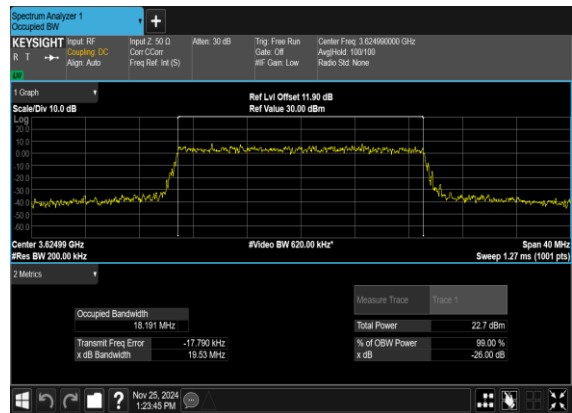 Spectrum Analyzer 1
Occupied BW
+
KEYSIGHT
R T
LW
Input: RF
Coupling: DC
Align: Auto
Input Z: 50 Ω
Corr CCorr
Freq Ref: Int (S)
Atten: 30 dB
Trig: Free Run
Gate: Off
#IF Gain: Low
Center Freq: 3.624990000 GHz
Avg|Hold: 100/100
Radio Std: None
1 Graph
Scale/Div 10.0 dB
Ref Lvl Offset 11.90 dB
Ref Value 30.00 dBm
Log
20.0
10.0
0.00
-10.0
-20.0
-30.0
-40.0
-50.0
-60.0
Center 3.62499 GHz
#Res BW 200.00 kHz
#Video BW 620.00 kHz*
Span 40 MHz
Sweep 1.27 ms (1001 pts)
2 Metrics
Measure Trace Trace 1
Occupied Bandwidth
18.191 MHz
Total Power 22.7 dBm
Transmit Freq Error -17.790 kHz
% of OBW Power 99.00 %
x dB Bandwidth 19.53 MHz
x dB -26.00 dB
?
Nov 25, 2024
1:23:45 PM